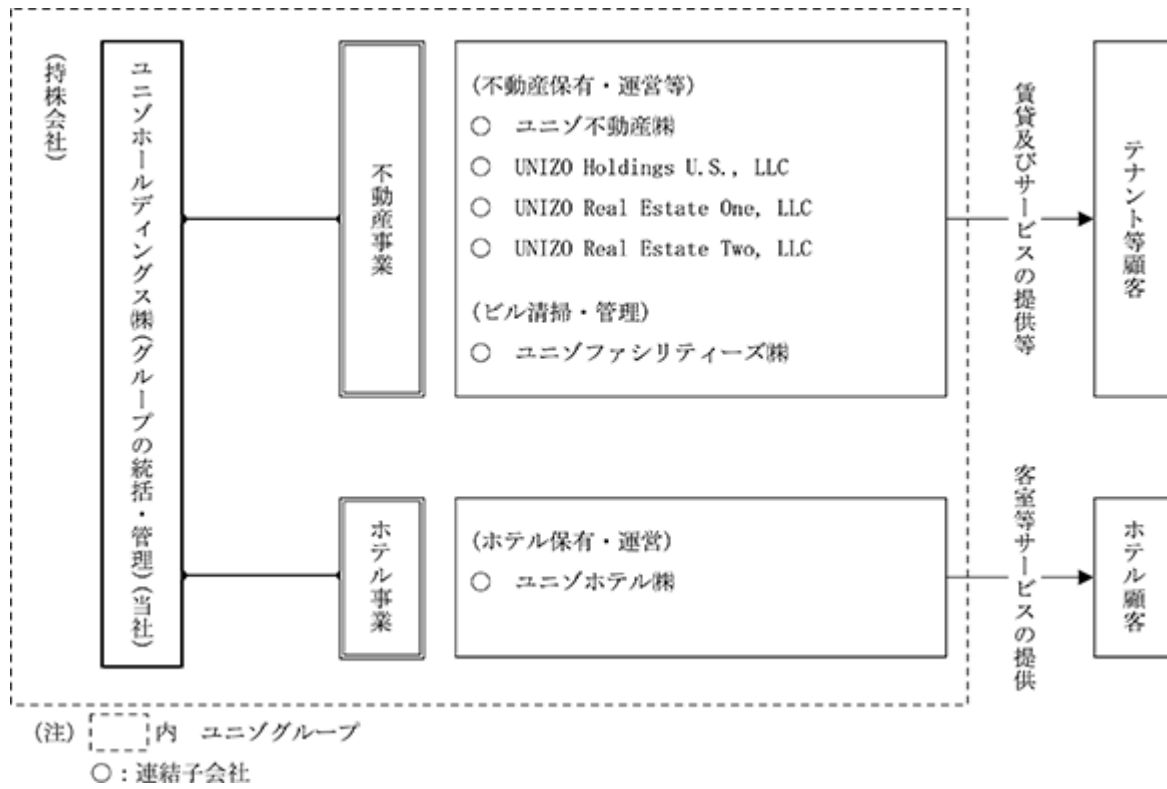 (持株会社)
ユニゾホールディングス㈱(グループの統括・管理)(当社)
不動産事業
(不動産保有・運営等)
○ ユニゾ不動産㈱
○ UNIZO Holdings U.S., LLC
○ UNIZO Real Estate One, LLC
○ UNIZO Real Estate Two, LLC
(ビル清掃・管理)
○ ユニゾファシリティーズ㈱
賃貸及びサービスの提供等
テナント等顧客
ホテル事業
(ホテル保有・運営)
○ ユニゾホテル㈱
客室等サービスの提供
ホテル顧客
(注) 内 ユニゾグループ
○:連結子会社